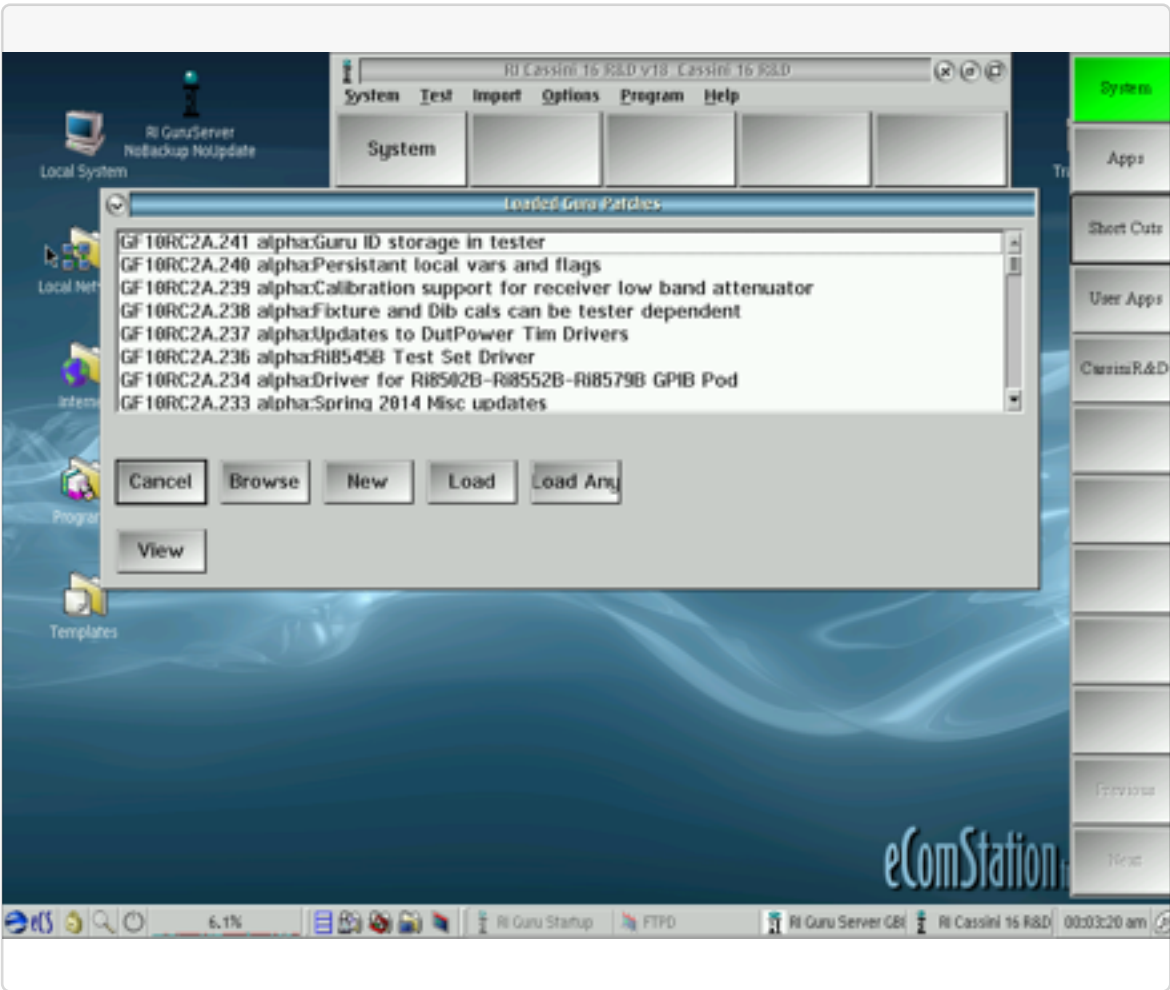 RI Cassini 16 R&D v18 Cassini 16 R&D
System Test Import Options Program Help
System
RI GuruServer
NoBackup NoUpdate
Local System
Loaded Guru Patches
GF10RC2A.241 alpha:Guru ID storage in tester
GF10RC2A.240 alpha:Persistant local vars and flags
GF10RC2A.239 alpha:Calibration support for receiver low band attenuator
GF10RC2A.238 alpha:Fixture and Dib cals can be tester dependent
GF10RC2A.237 alpha:Updates to DutPower Tim Drivers
GF10RC2A.236 alpha:Ri8545B Test Set Driver
GF10RC2A.234 alpha:Driver for Ri8502B-Ri8552B-Ri8579B GPIB Pod
GF10RC2A.233 alpha:Spring 2014 Misc updates
Cancel Browse New Load Load Any
View
Local Net
Interne
Program
Templates
System
Apps
Short Cuts
User Apps
CassiniR&D
Previous
Next
eComStation
eCS 6.1% RI Guru Startup FTPD RI Guru Server GBI RI Cassini 16 R&D 00:03:20 am